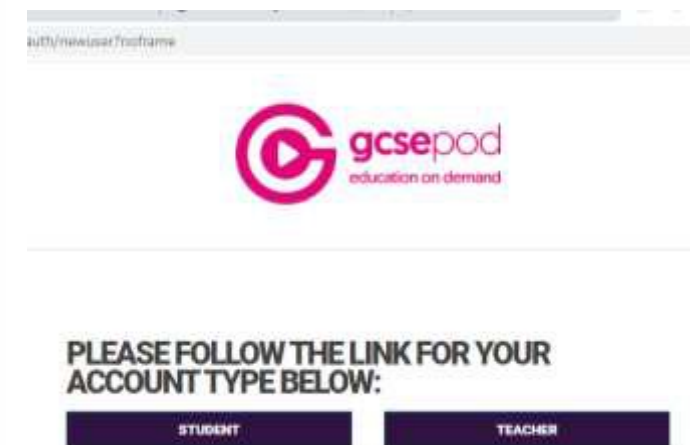 auth/newuser?noframe
gcsepod
education on demand
PLEASE FOLLOW THE LINK FOR YOUR
ACCOUNT TYPE BELOW:
STUDENT TEACHER